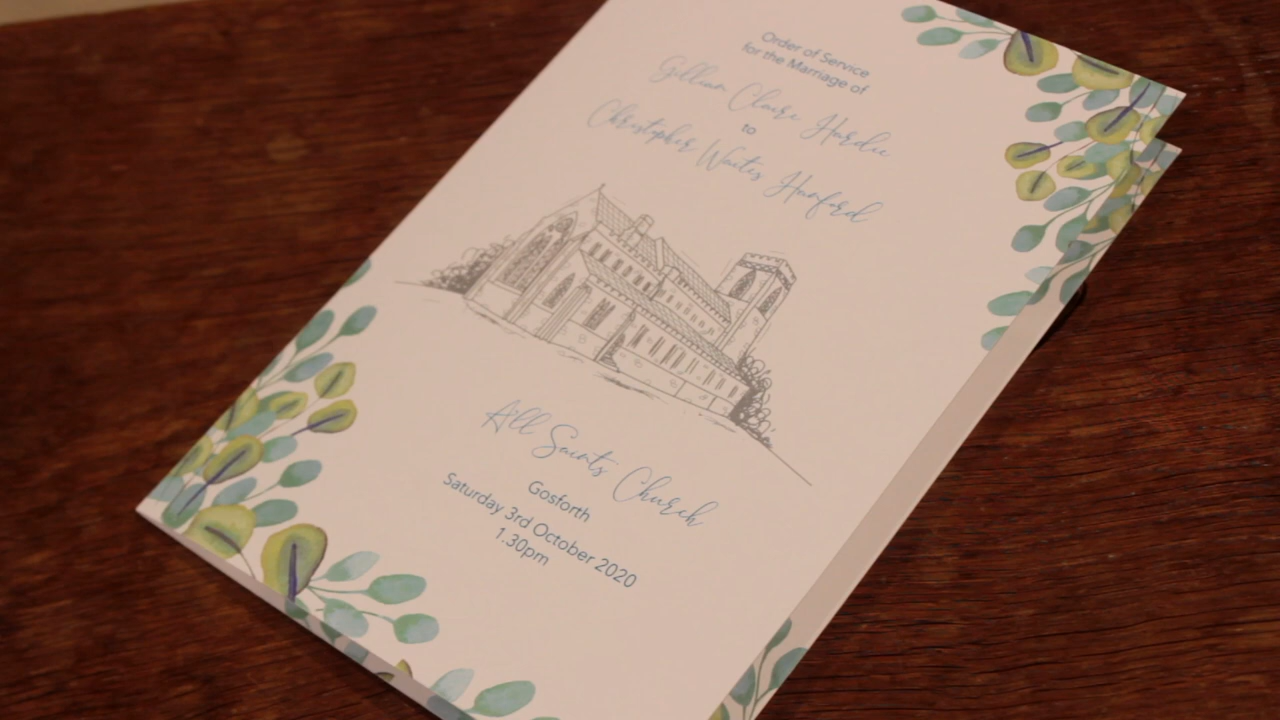 Order of Service
for the Marriage of
Gillian Claire Hardie
to
Christopher Waites Hanford
All Saints Church
Gosforth
Saturday 3rd October 2020
1.30pm